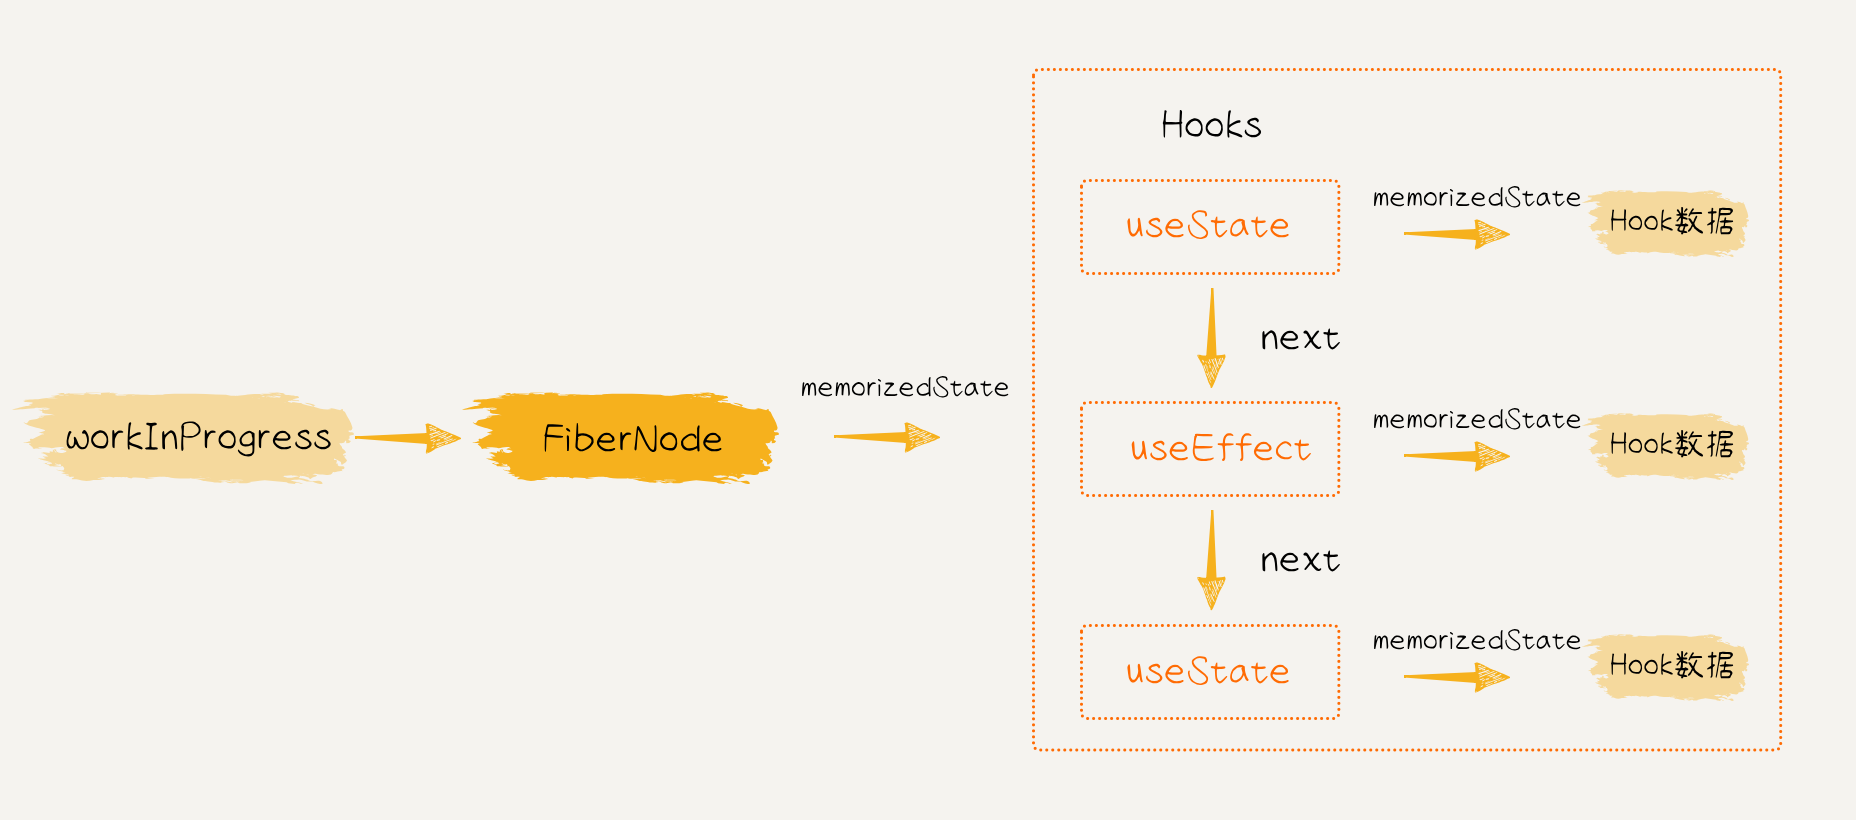 Hooks
useState
memorizedState
Hook数据
next
workInProgress
FiberNode
memorizedState
useEffect
memorizedState
Hook数据
next
useState
memorizedState
Hook数据